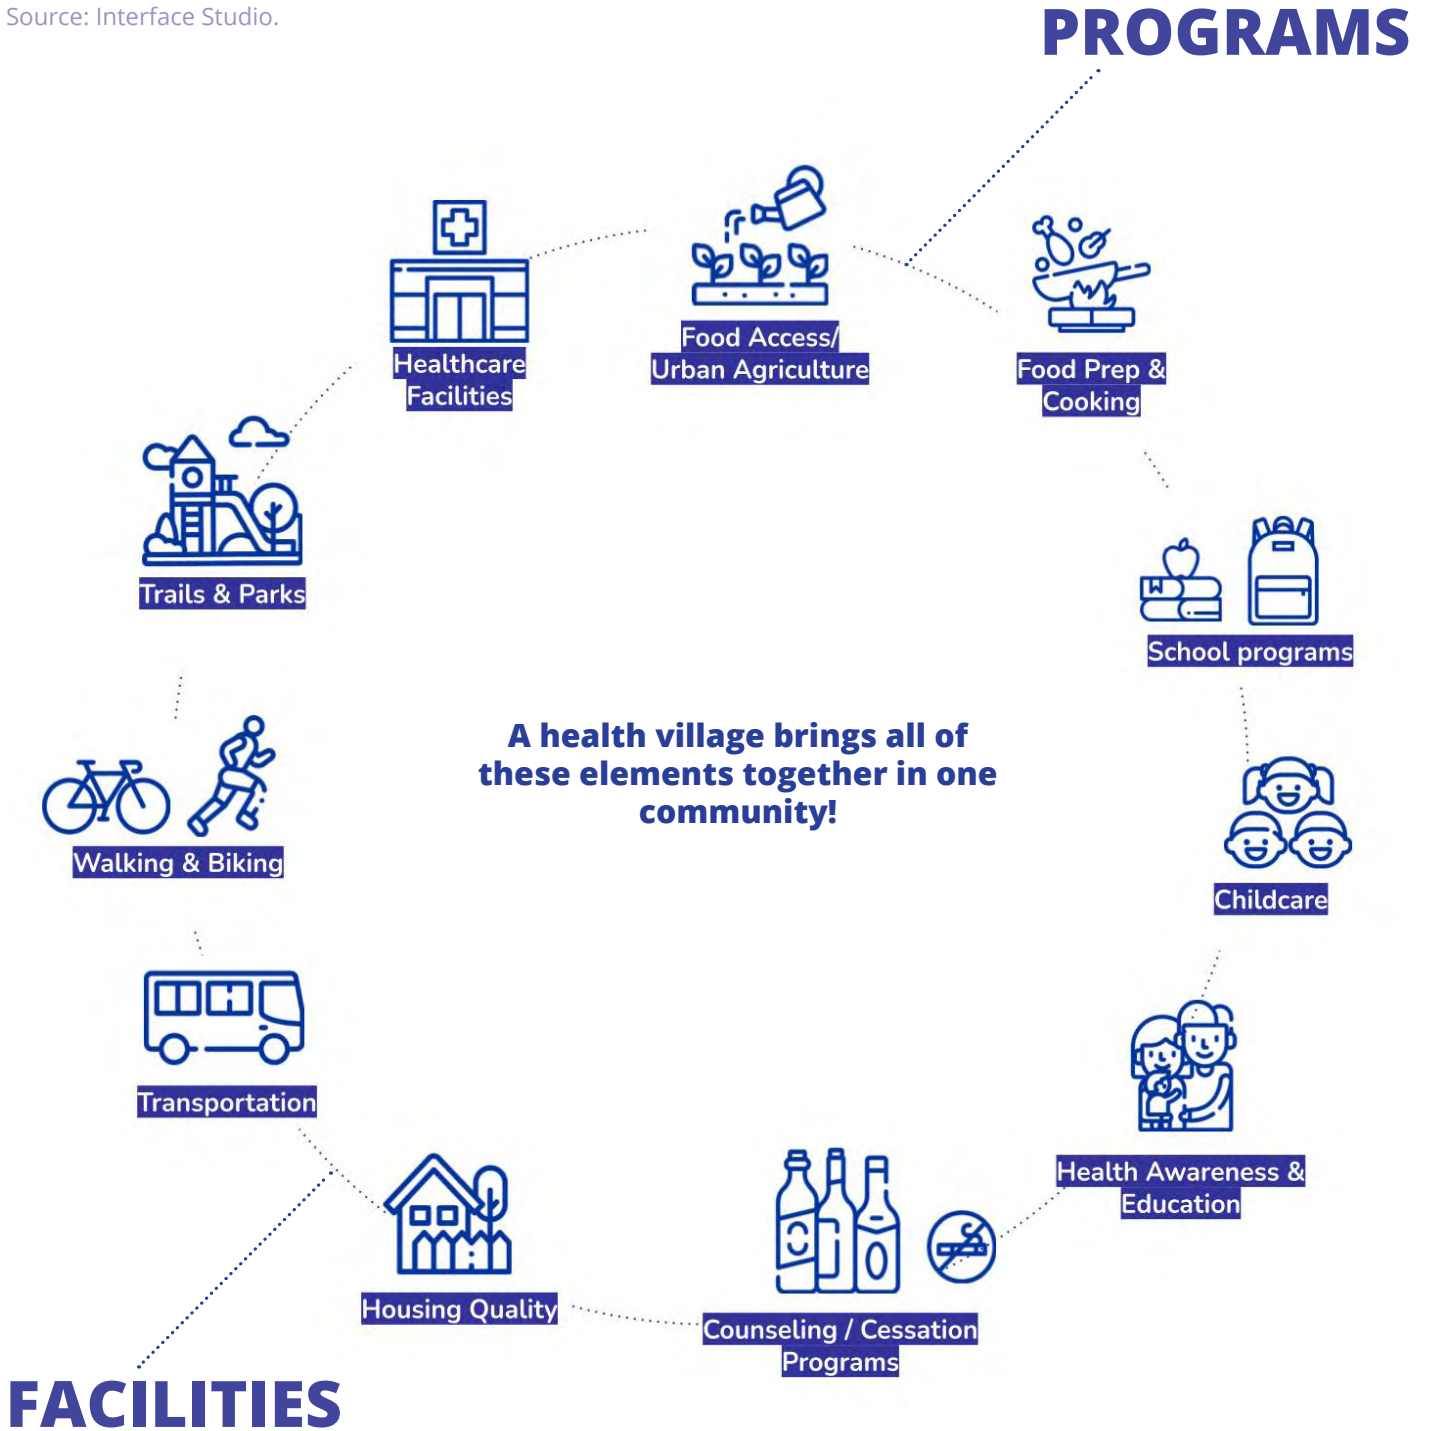 Source: Interface Studio.
PROGRAMS
Healthcare
Facilities
Food Access/
Urban Agriculture
Food Prep &
Cooking
Trails & Parks
School programs
A health village brings all of
these elements together in one
community!
Walking & Biking
Childcare
Transportation
Health Awareness &
Education
Housing Quality
Counseling / Cessation
Programs
FACILITIES